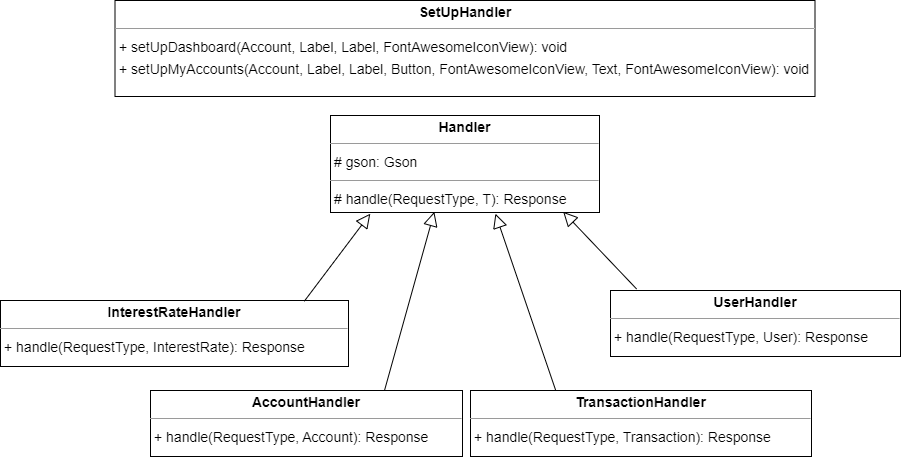 SetUpHandler
+ setUpDashboard(Account, Label, Label, FontAwesomeIconView): void
+ setUpMyAccounts(Account, Label, Label, Button, FontAwesomeIconView, Text, FontAwesomeIconView): void
Handler
# gson: Gson
# handle(RequestType, T): Response
InterestRateHandler
+ handle(RequestType, InterestRate): Response
UserHandler
+ handle(RequestType, User): Response
AccountHandler
+ handle(RequestType, Account): Response
TransactionHandler
+ handle(RequestType, Transaction): Response